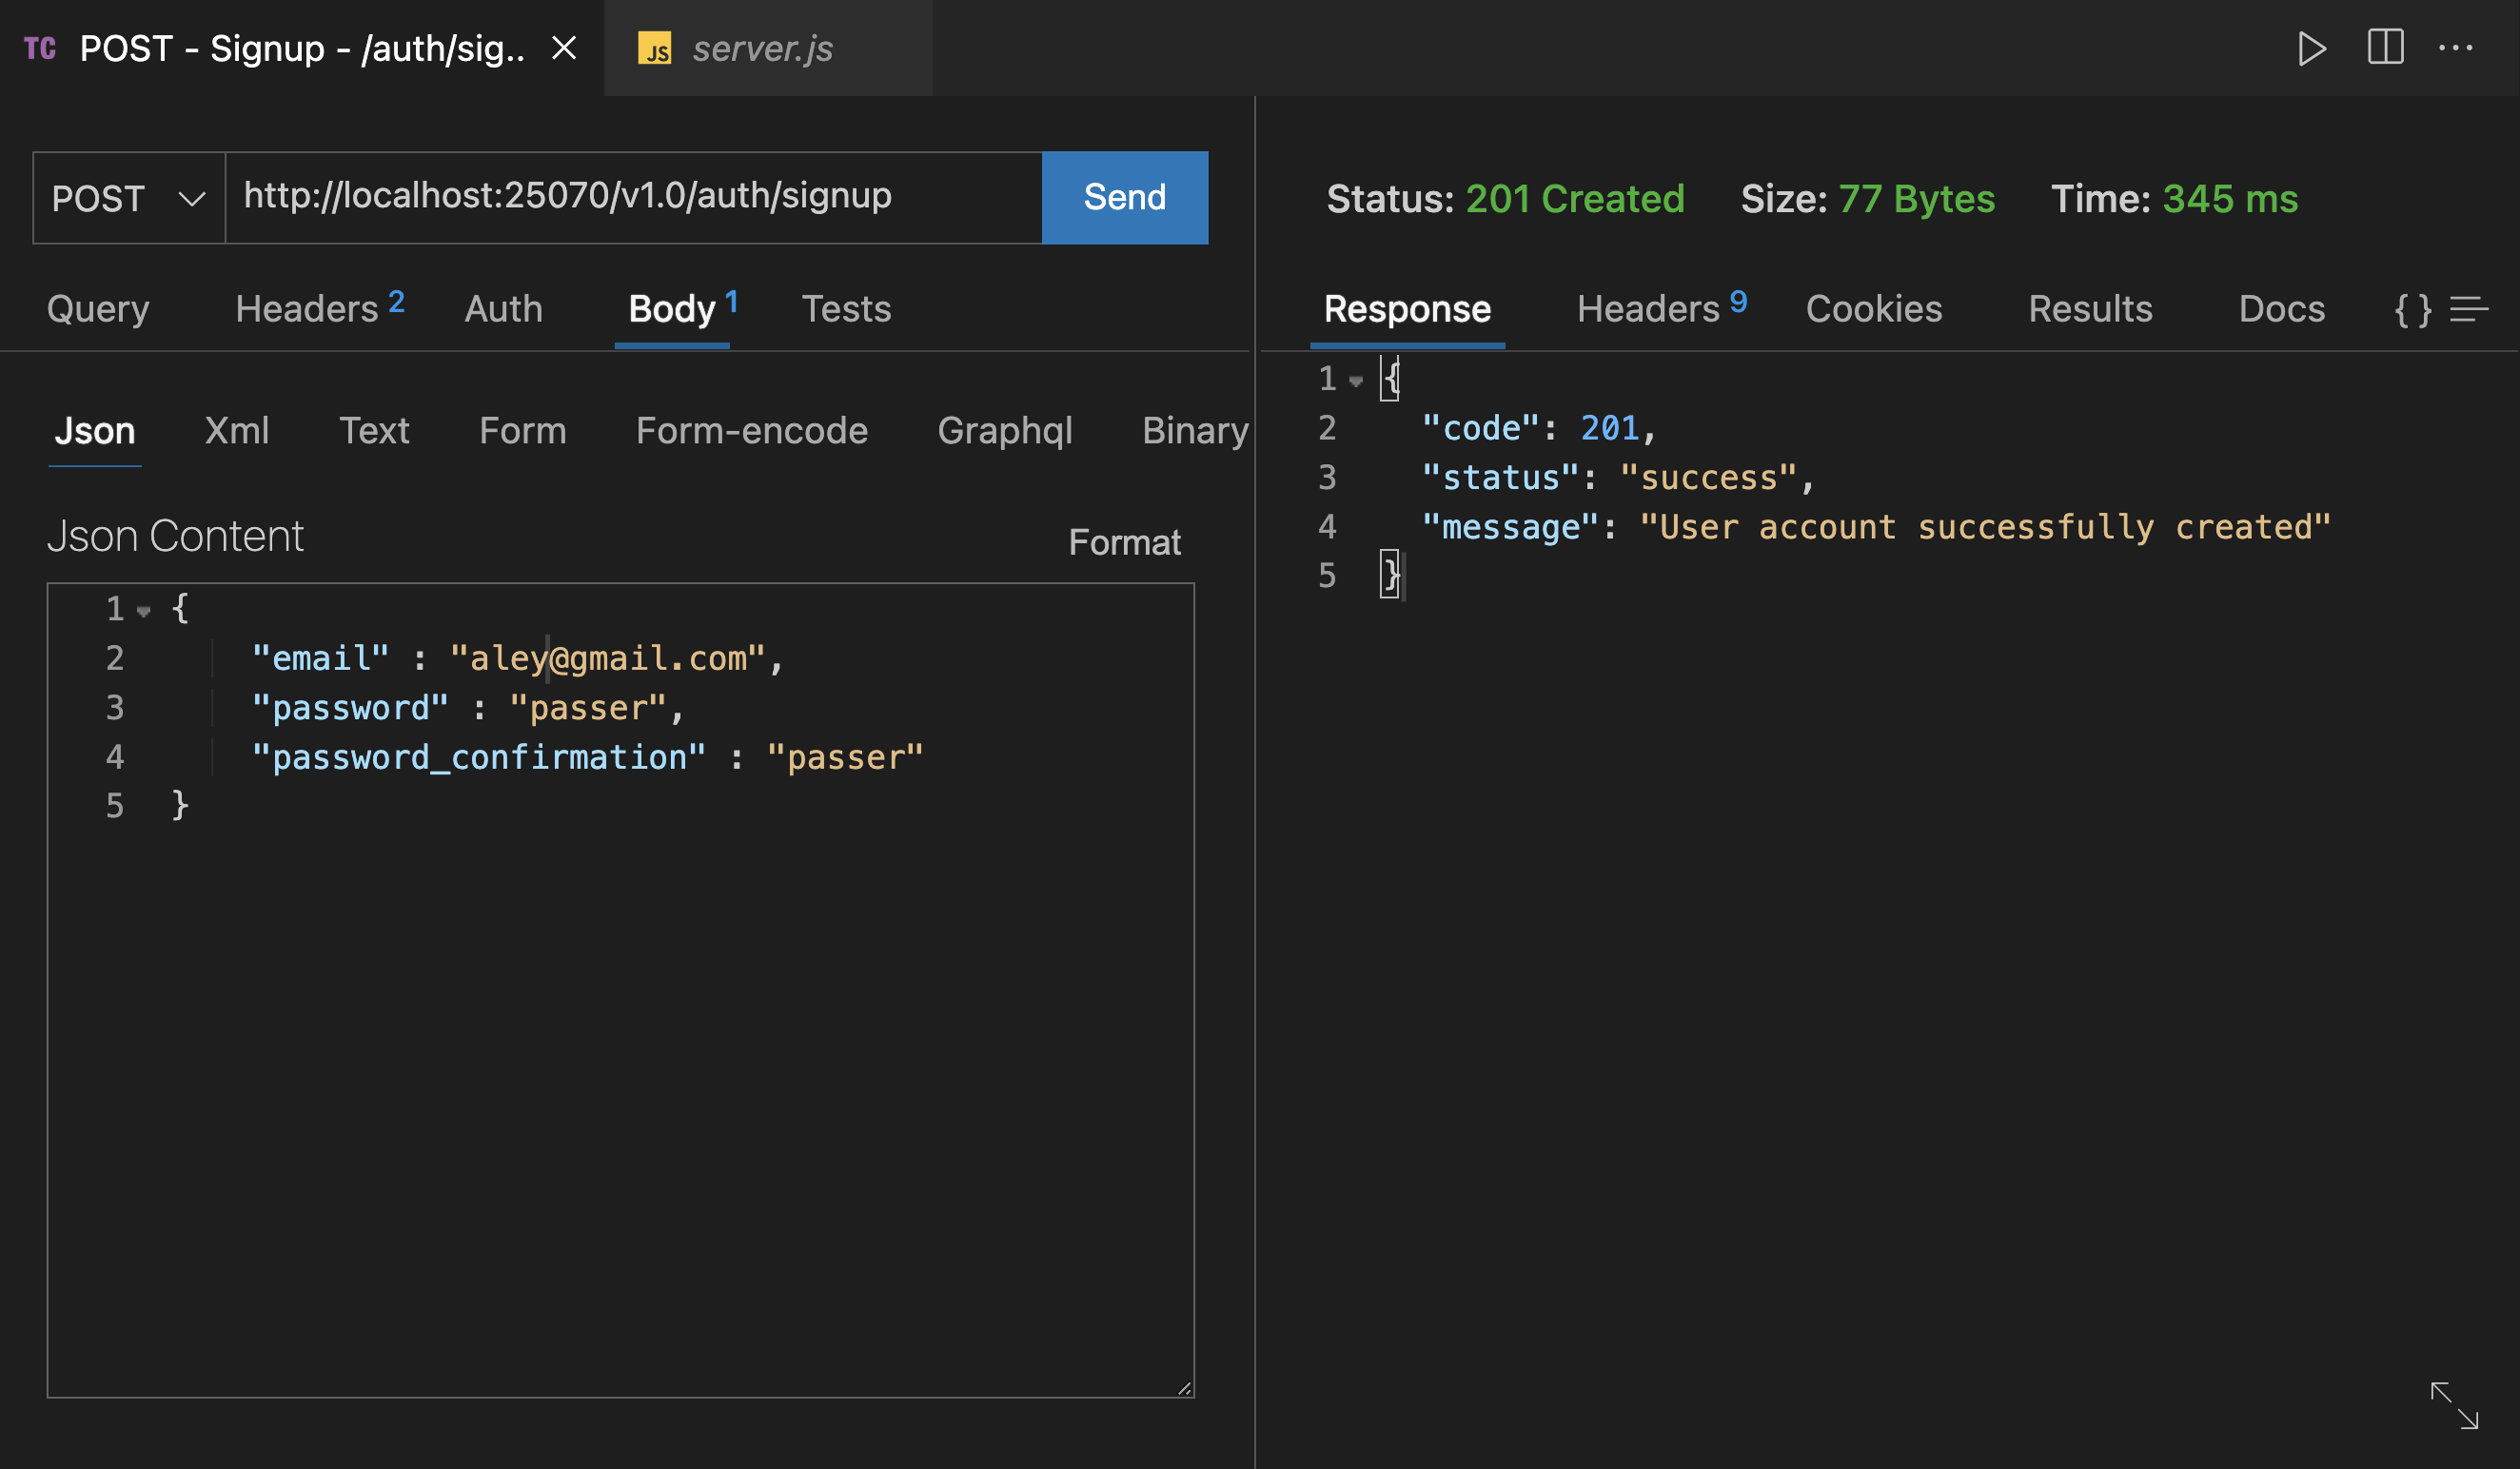 TC POST - Signup - /auth/sig.. JS server.js
POST http://localhost:25070/v1.0/auth/signup Send
Query Headers 2 Auth Body 1 Tests
Json Xml Text Form Form-encode Graphql Binary
Json Content Format
1 {
2 "email" : "aley@gmail.com",
3 "password" : "passer",
4 "password_confirmation" : "passer"
5 }
Status: 201 Created Size: 77 Bytes Time: 345 ms
Response Headers 9 Cookies Results Docs { }
1 {
2 "code": 201,
3 "status": "success",
4 "message": "User account successfully created"
5 }